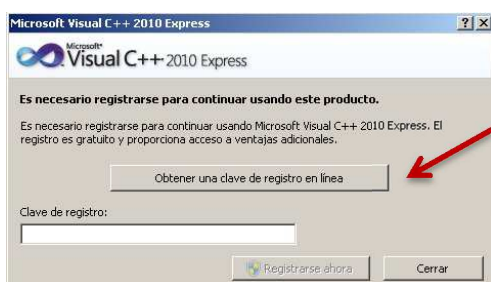 Microsoft Visual C++ 2010 Express
Microsoft®
Visual C++ 2010 Express
Es necesario registrarse para continuar usando este producto.
Es necesario registrarse para continuar usando Microsoft Visual C++ 2010 Express. El
registro es gratuito y proporciona acceso a ventajas adicionales.
Obtener una clave de registro en línea
Clave de registro:
Registrarse ahora
Cerrar